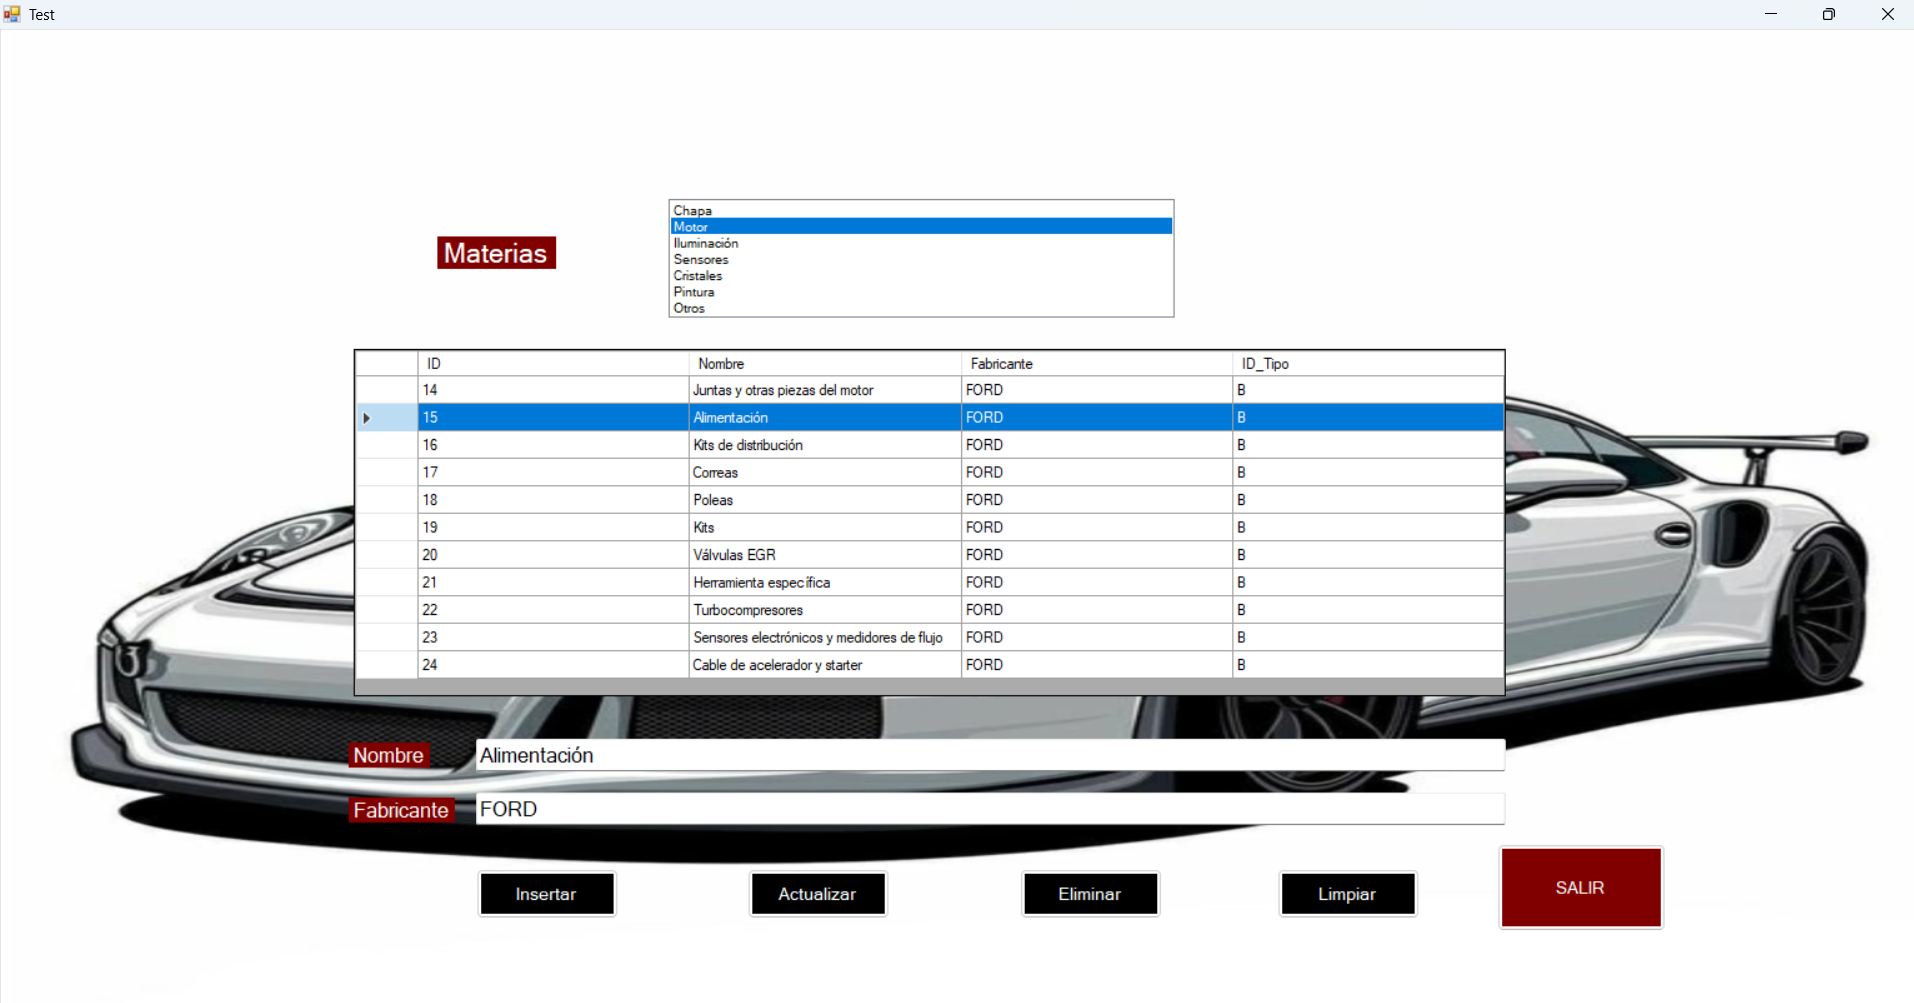 Test
Materias
Chapa
Motor
Iluminación
Sensores
Cristales
Pintura
Otros
ID Nombre Fabricante ID_Tipo
14 Juntas y otras piezas del motor FORD B
15 Alimentación FORD B
16 Kits de distribución FORD B
17 Correas FORD B
18 Poleas FORD B
19 Kits FORD B
20 Válvulas EGR FORD B
21 Herramienta específica FORD B
22 Turbocompresores FORD B
23 Sensores electrónicos y medidores de flujo FORD B
24 Cable de acelerador y starter FORD B
Nombre Alimentación
Fabricante FORD
Insertar Actualizar Eliminar Limpiar SALIR